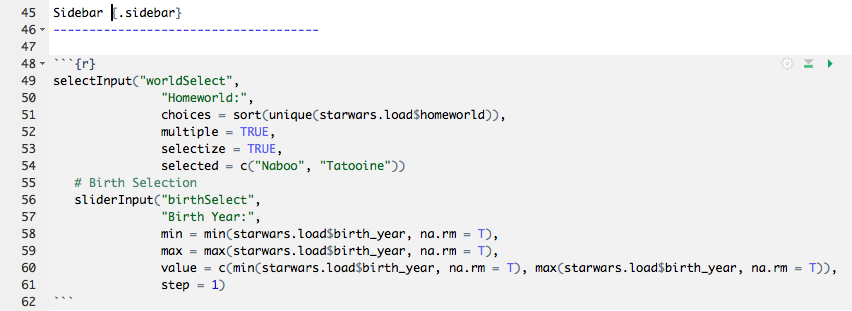 45 Sidebar {.sidebar}
46 -------------------------------------
47
48 ```{r}
49 selectInput("worldSelect",
50 "Homeworld:",
51 choices = sort(unique(starwars.load$homeworld)),
52 multiple = TRUE,
53 selectize = TRUE,
54 selected = c("Naboo", "Tatooine"))
55 # Birth Selection
56 sliderInput("birthSelect",
57 "Birth Year:",
58 min = min(starwars.load$birth_year, na.rm = T),
59 max = max(starwars.load$birth_year, na.rm = T),
60 value = c(min(starwars.load$birth_year, na.rm = T), max(starwars.load$birth_year, na.rm = T)),
61 step = 1)
62 ```